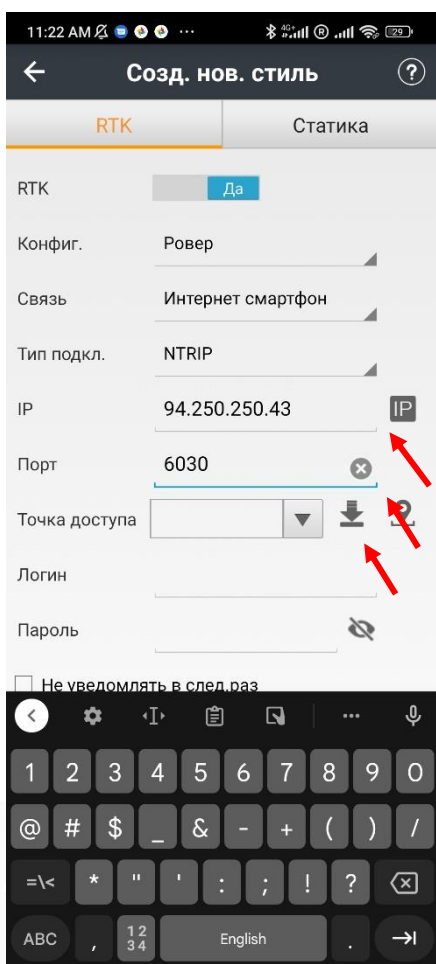 11:22 AM 4G+ R 29
Созд. нов. стиль ?
RTK Статика
RTK Да
Конфиг. Ровер
Связь Интернет смартфон
Тип подкл. NTRIP
IP 94.250.250.43 IP
Порт 6030
Точка доступа
Логин
Пароль
Не уведомлять в след.раз
1 2 3 4 5 6 7 8 9 0
@ # $ _ & - + ( ) /
=\< * " ' : ; ! ?
ABC , 12 34 English .